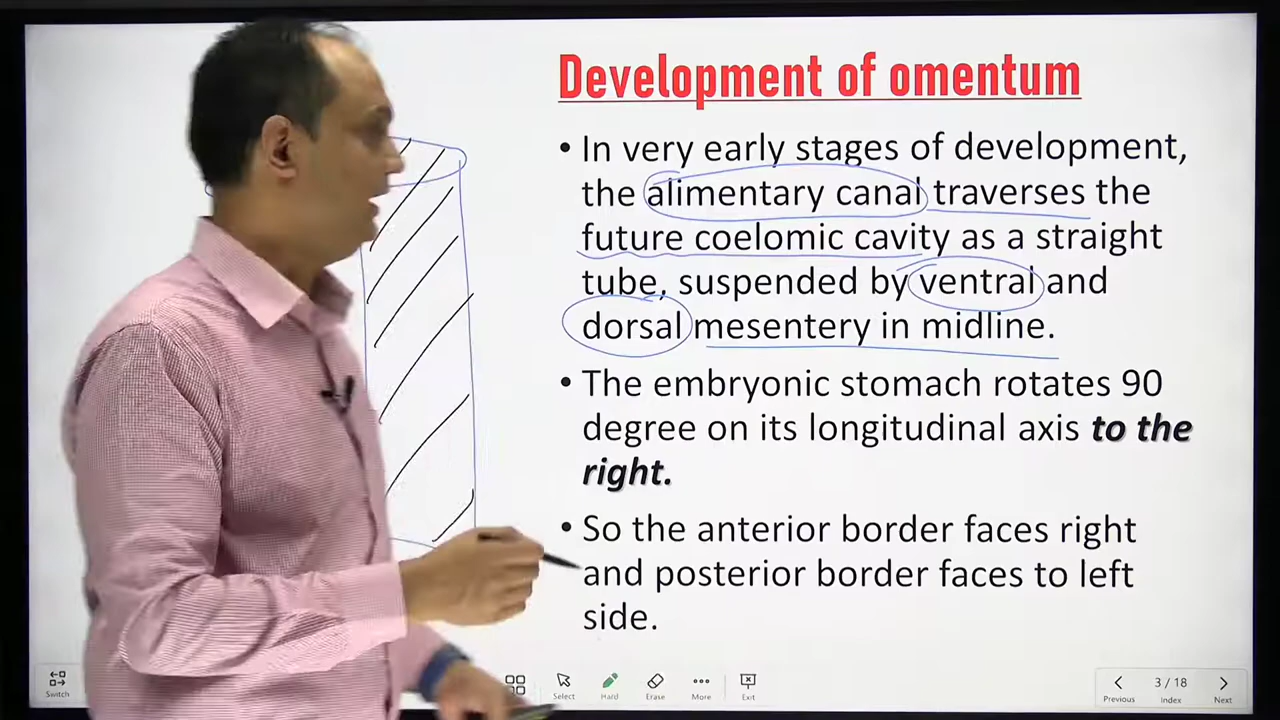 Development of omentum
• In very early stages of development,
the alimentary canal traverses the
future coelomic cavity as a straight
tube, suspended by ventral and
dorsal mesentery in midline.
• The embryonic stomach rotates 90
degree on its longitudinal axis to the
right.
• So the anterior border faces right
and posterior border faces to left
side.
Switch
Select
Hard
Erase
More
Exit
Previous
3 / 18
Index
Next